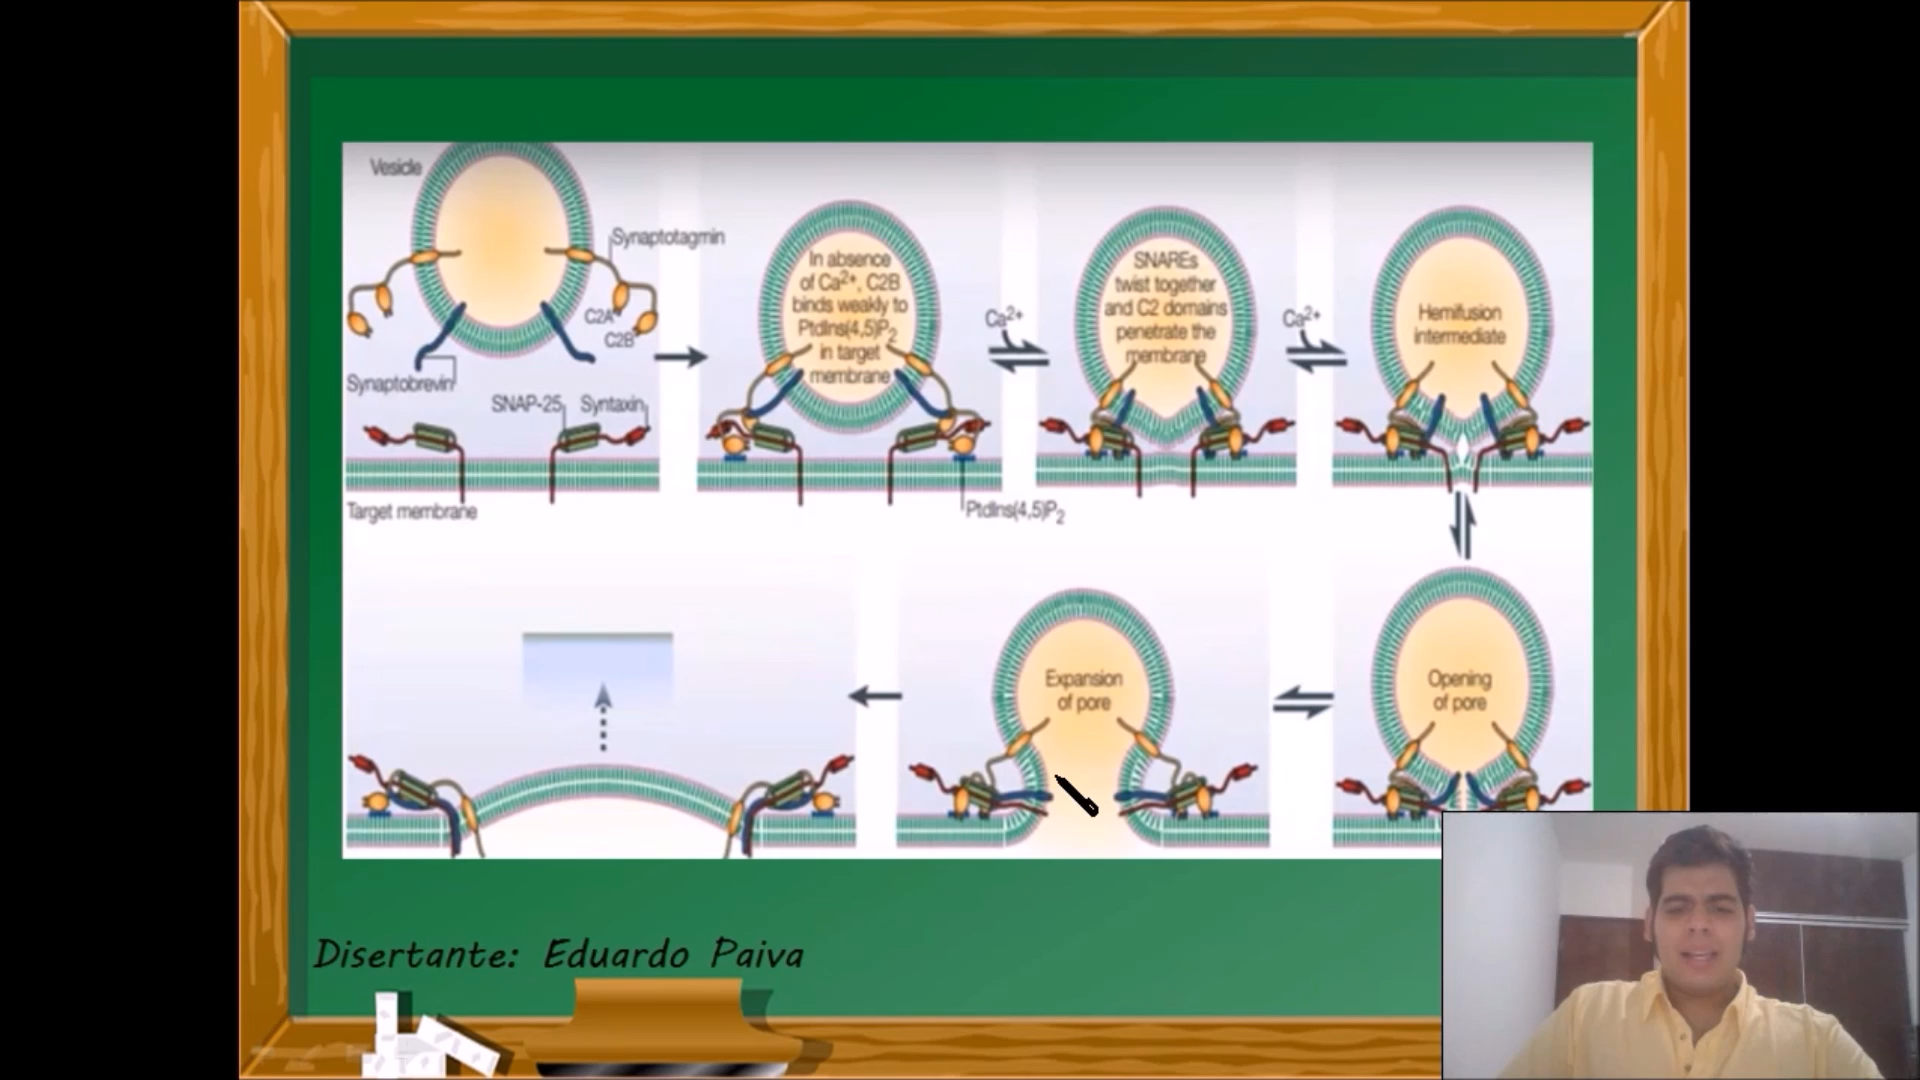 Vesicle
Synaptotagmin
C2A
C2B
Synaptobrevin
SNAP-25
Syntaxin
Target membrane
In absence
of Ca2+, C2B
binds weakly to
PtdIns(4,5)P2
in target
membrane
PtdIns(4,5)P2
Ca2+
SNAREs
twist together
and C2 domains
penetrate the
membrane
Ca2+
Hemifusion
intermediate
Opening
of pore
Expansion
of pore
Disertante: Eduardo Paiva